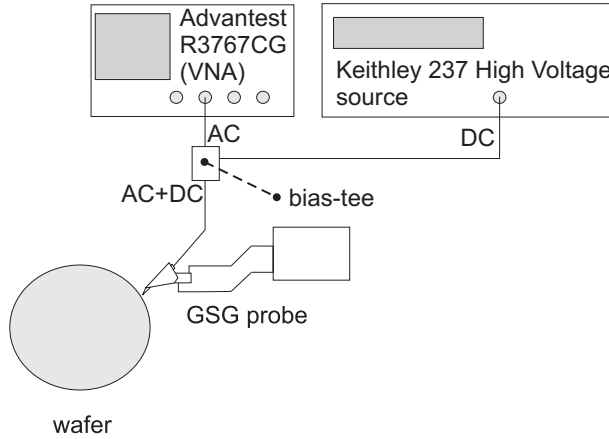 Advantest
R3767CG
(VNA)
Keithley 237 High Voltage
source
AC
DC
AC+DC
bias-tee
GSG probe
wafer